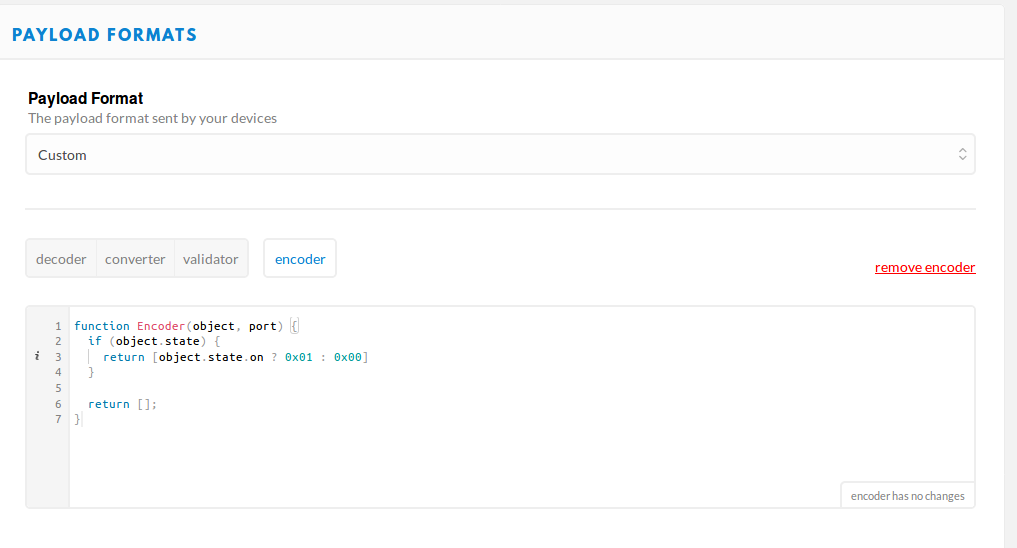 PAYLOAD FORMATS
Payload Format
The payload format sent by your devices
Custom
decoder converter validator encoder
remove encoder
1 function Encoder(object, port) {
2   if (object.state) {
i 3     return [object.state.on ? 0x01 : 0x00]
4   }
5
6   return [];
7 }
encoder has no changes